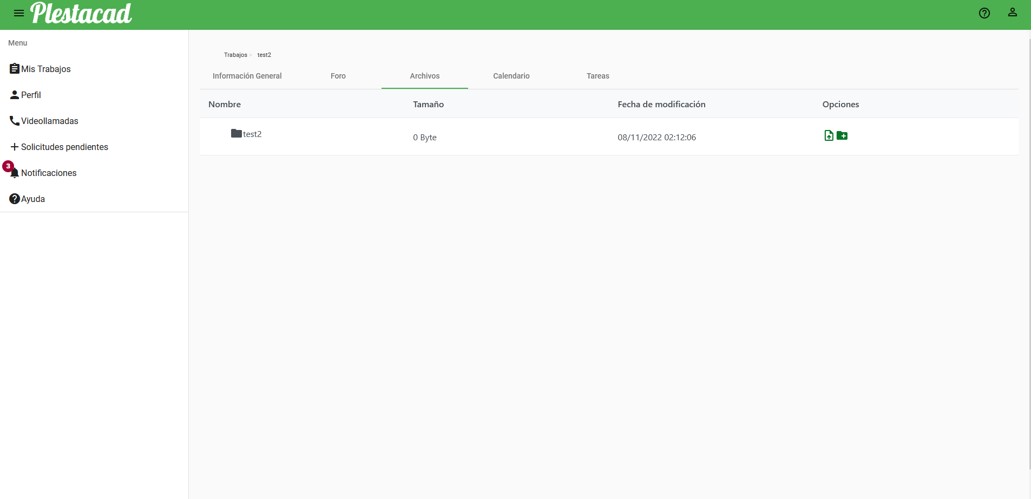 Plestacad
Menu
Mis Trabajos
Perfil
Videollamadas
Solicitudes pendientes
3
Notificaciones
Ayuda
Trabajos › test2
Información General Foro Archivos Calendario Tareas
Nombre Tamaño Fecha de modificación Opciones
test2 0 Byte 08/11/2022 02:12:06